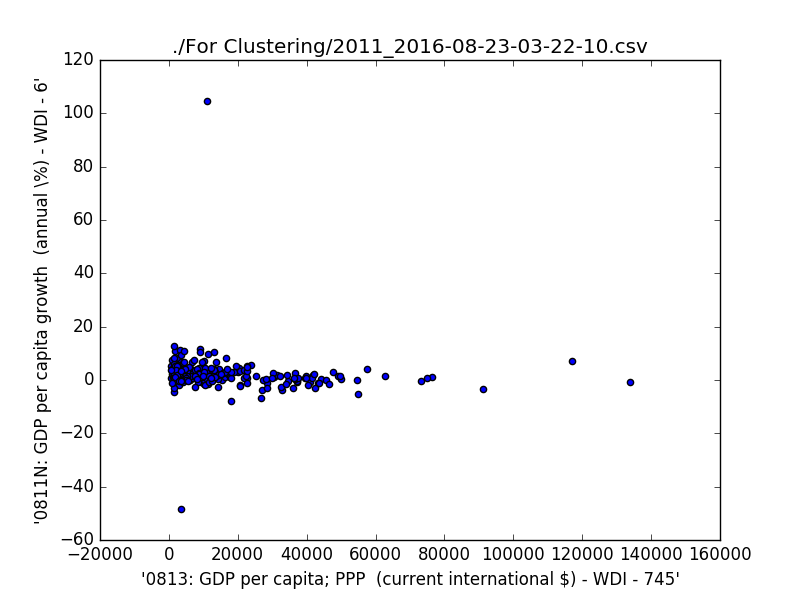 ./For Clustering/2011_2016-08-23-03-22-10.csv
120
100
80
60
40
20
0
−20
−40
−60
'0811N: GDP per capita growth  (annual \%) - WDI - 6'
−20000 0 20000 40000 60000 80000 100000 120000 140000 160000
'0813: GDP per capita; PPP  (current international $) - WDI - 745'